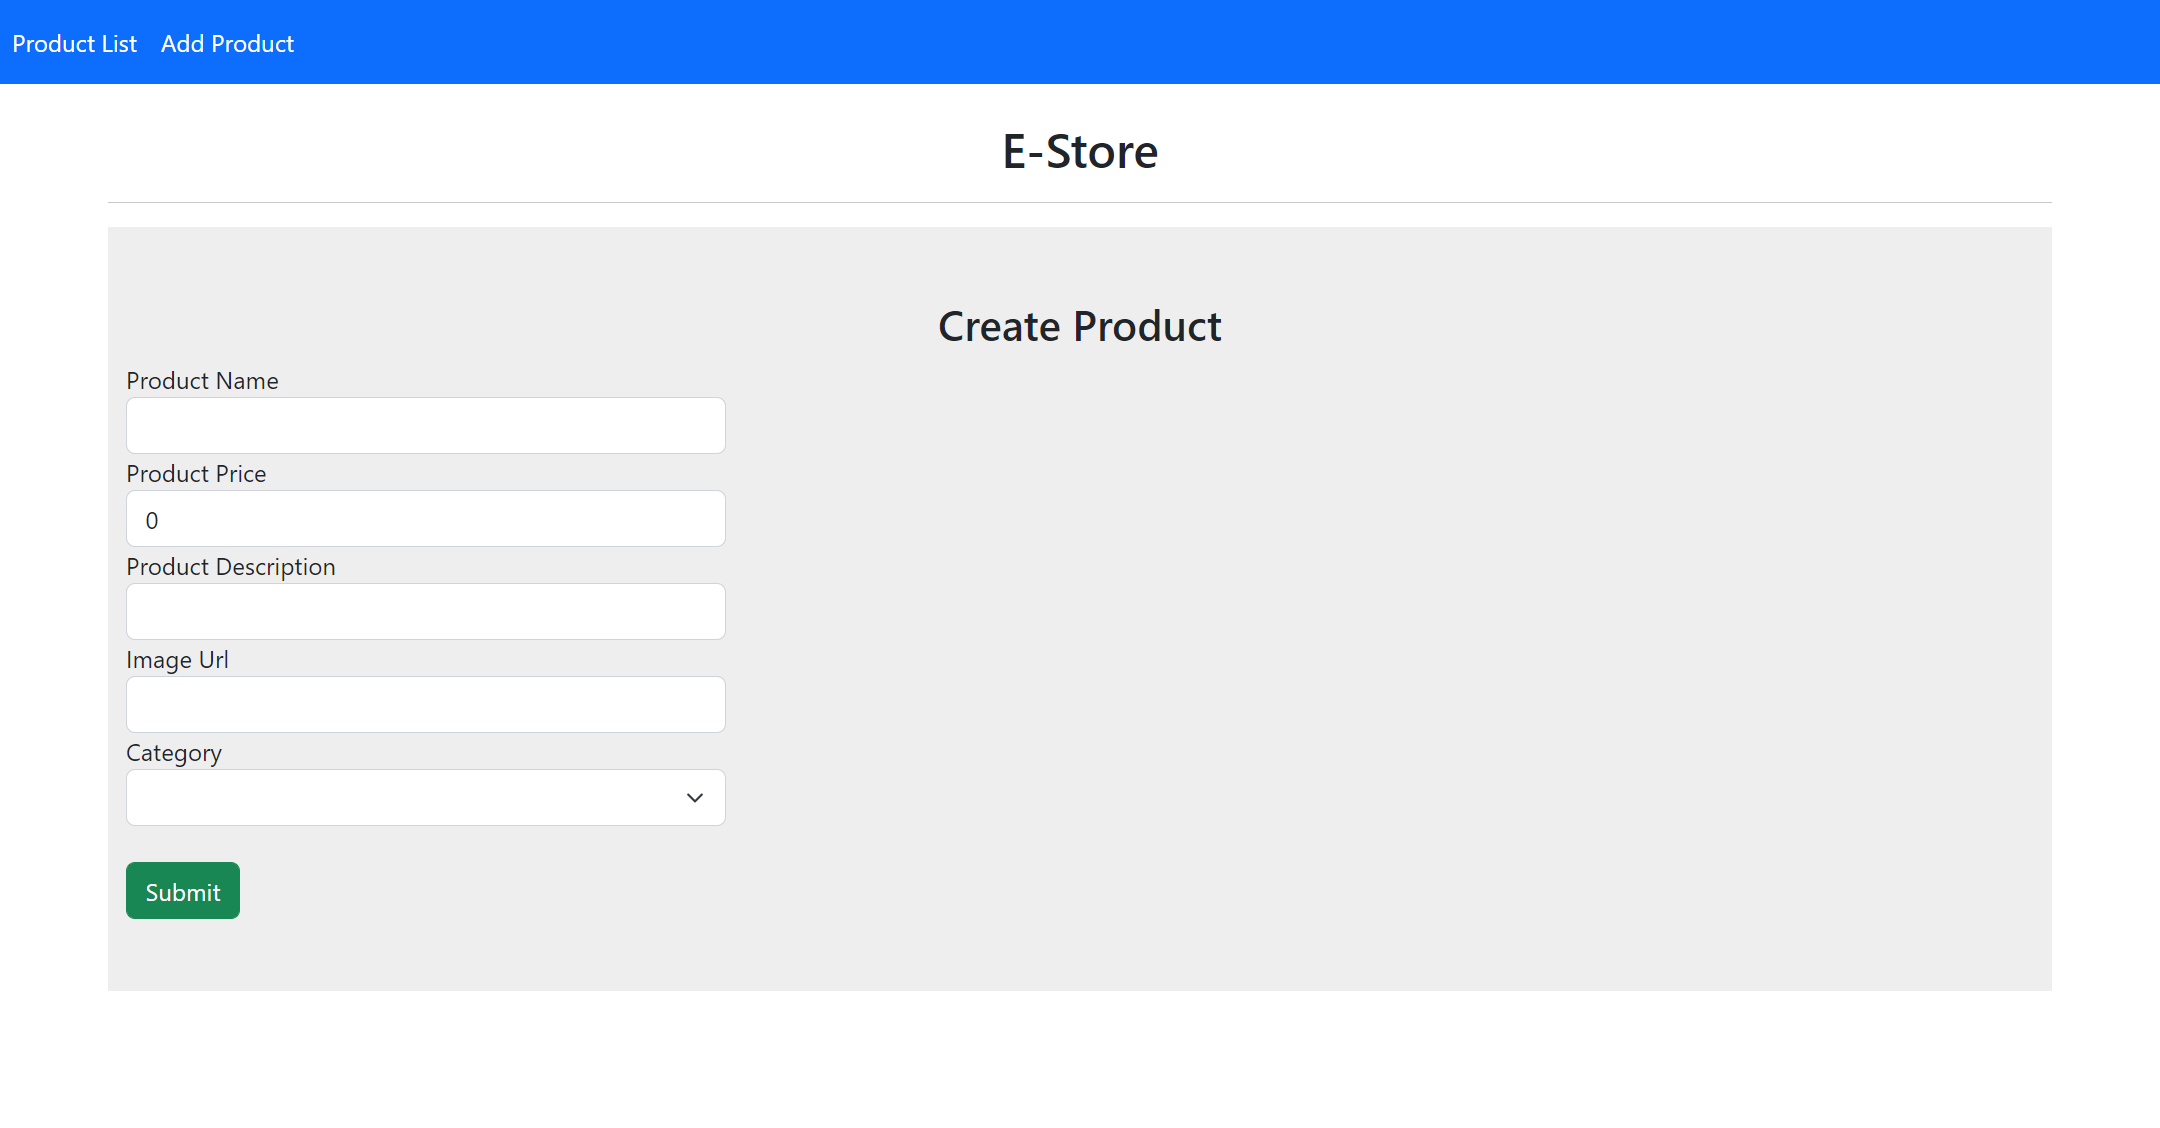 Product List Add Product
E-Store
Create Product
Product Name
Product Price
0
Product Description
Image Url
Category
Submit